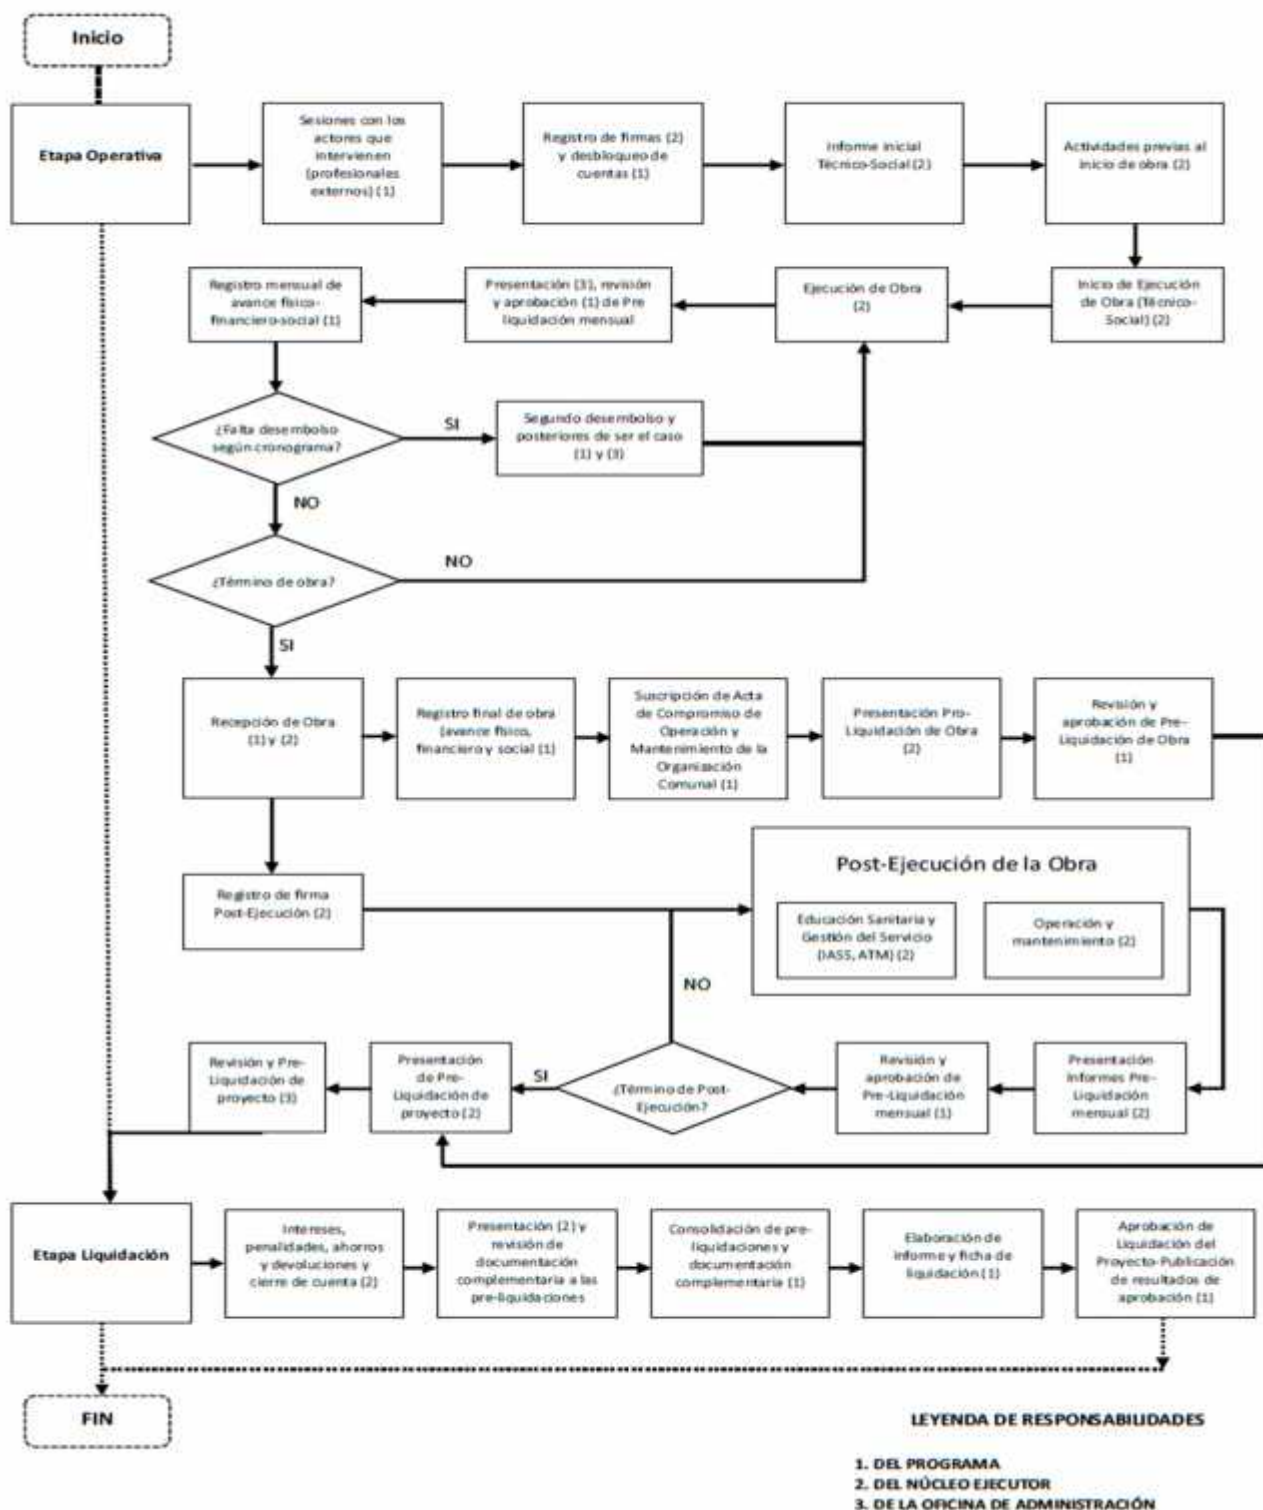 Inicio
Etapa Operativa
Sesiones con los
actores que
intervienen
(profesionales
externos) (1)
Registro de firmas (2)
y desbloqueo de
cuentas (1)
Informe inicial
Técnico-Social (2)
Actividades previas al
inicio de obra (2)
Registro mensual de
avance físico-
financiero-social (1)
Presentación (3), revisión
y aprobación (1) de Pre
liquidación mensual
Ejecución de Obra
(2)
Inicio de Ejecución
de Obra (Técnico-
Social) (2)
¿Falta desembolso
según cronograma?
SI
Segundo desembolso y
posteriores de ser el caso
(1) y (3)
NO
¿Término de obra?
NO
SI
Recepción de Obra
(1) y (2)
Registro final de obra
(avance físico,
financiero y social (1)
Suscripción de Acta
de Compromiso de
Operación y
Mantenimiento de la
Organización
Comunal (1)
Presentación Pre-
Liquidación de Obra
(2)
Revisión y
aprobación de Pre-
Liquidación de Obra
(1)
Registro de firma
Post-Ejecución (2)
Post-Ejecución de la Obra
Educación Sanitaria y
Gestión del Servicio
(IASS, ATM) (2)
Operación y
mantenimiento (2)
NO
Revisión y Pre-
Liquidación de
proyecto (3)
Presentación
de Pre-
Liquidación de
proyecto (2)
SI
¿Término de Post-
Ejecución?
Revisión y
aprobación de
Pre-Liquidación
mensual (1)
Presentación
Informes Pre-
Liquidación
mensual (2)
Etapa Liquidación
Intereses,
penalidades, ahorros
y devoluciones y
cierre de cuenta (2)
Presentación (2) y
revisión de
documentación
complementaria a las
pre-liquidaciones
Consolidación de pre-
liquidaciones y
documentación
complementaria (1)
Elaboración de
informe y ficha de
liquidación (1)
Aprobación de
Liquidación del
Proyecto-Publicación
de resultados de
aprobación (1)
FIN
LEYENDA DE RESPONSABILIDADES
1. DEL PROGRAMA
2. DEL NÚCLEO EJECUTOR
3. DE LA OFICINA DE ADMINISTRACIÓN